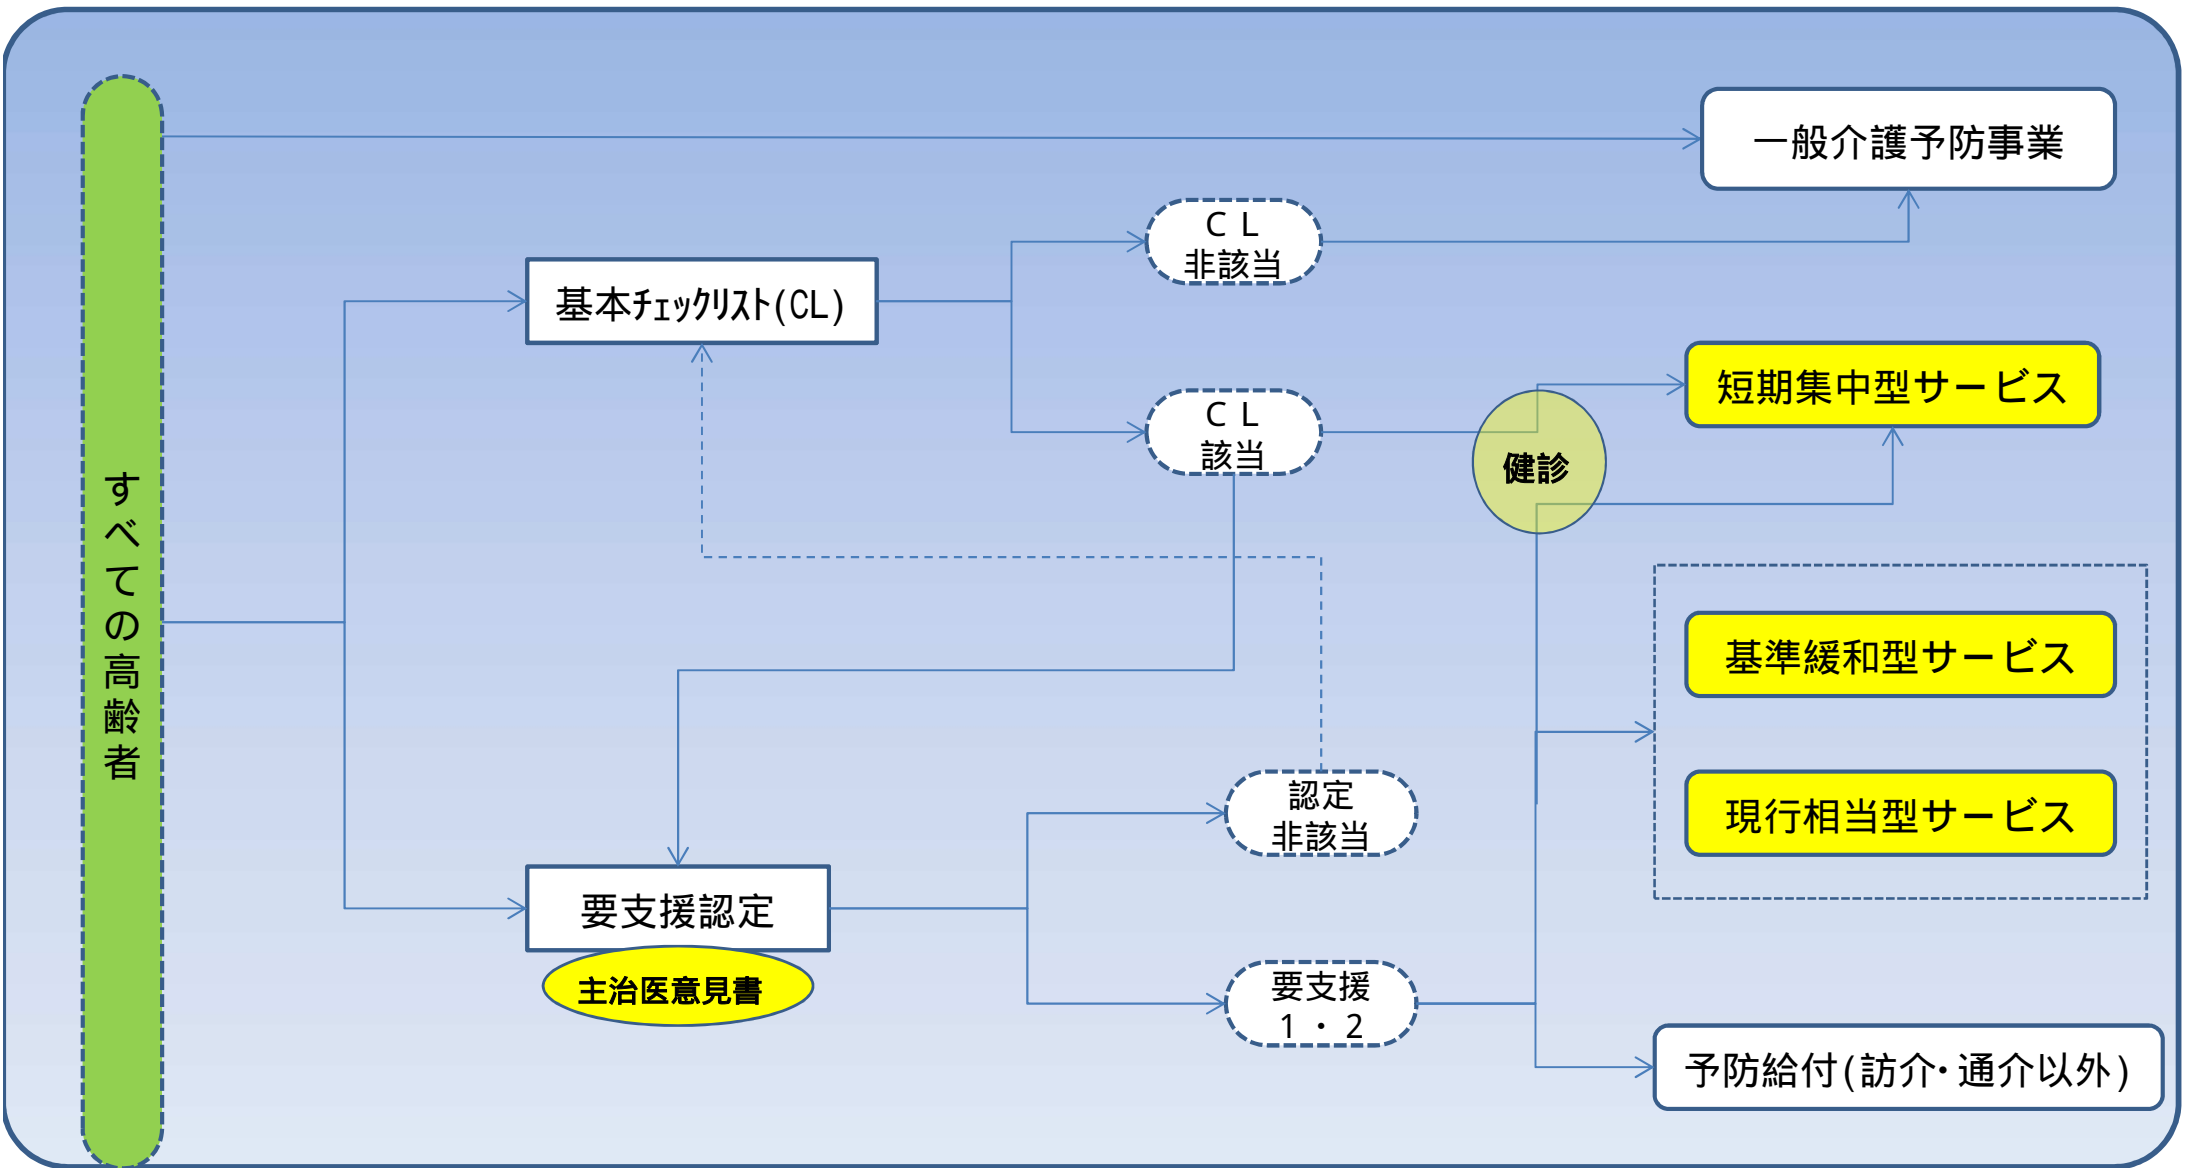 すべての高齢者
一般介護予防事業
ＣＬ
非該当
基本ﾁｪｯｸﾘｽﾄ(CL)
短期集中型サービス
ＣＬ
該当
健診
基準緩和型サービス
認定
非該当
現行相当型サービス
要支援認定
主治医意見書
要支援
１・２
予防給付(訪介･通介以外)